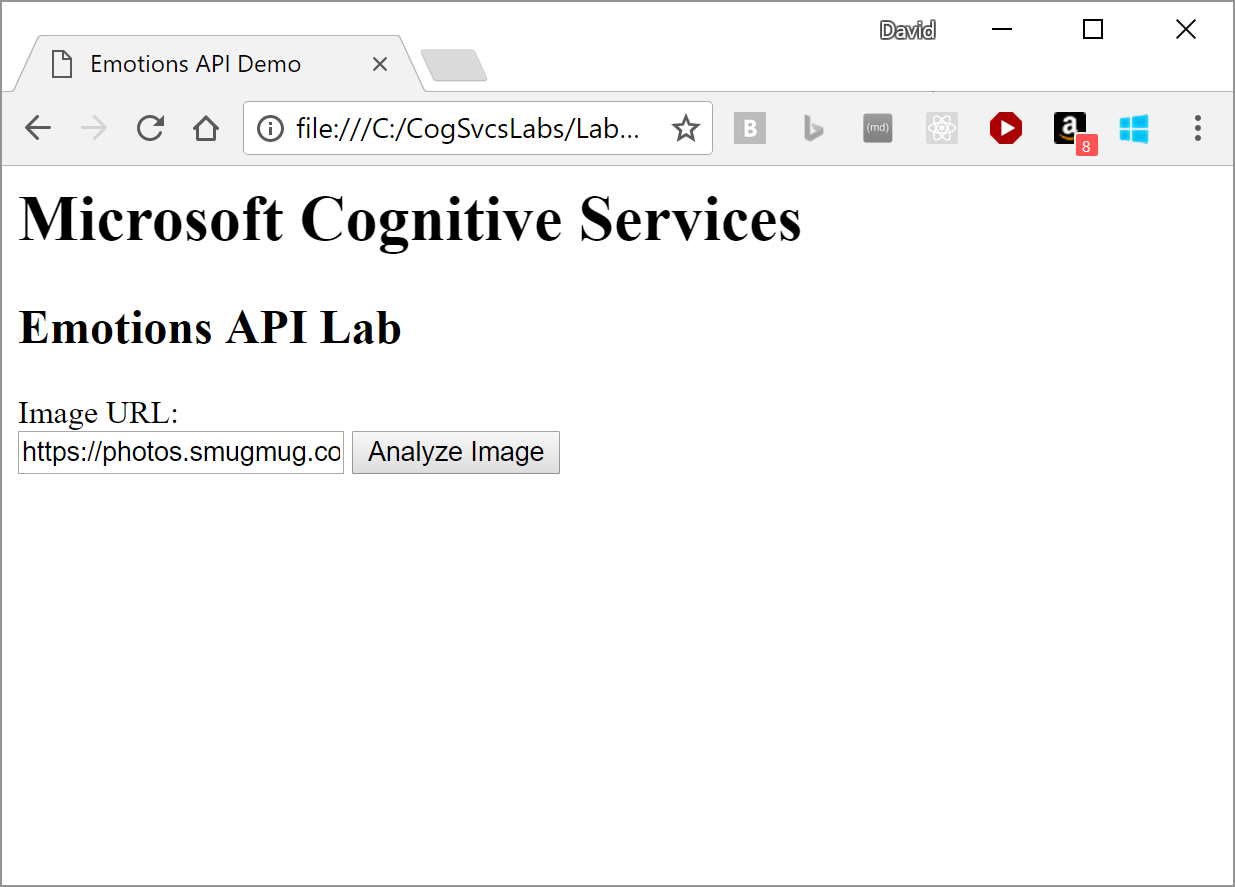 David
Emotions API Demo
file:///C:/CogSvcsLabs/Lab...
B
(md)
a
8
Microsoft Cognitive Services
Emotions API Lab
Image URL:
https://photos.smugmug.co
Analyze Image